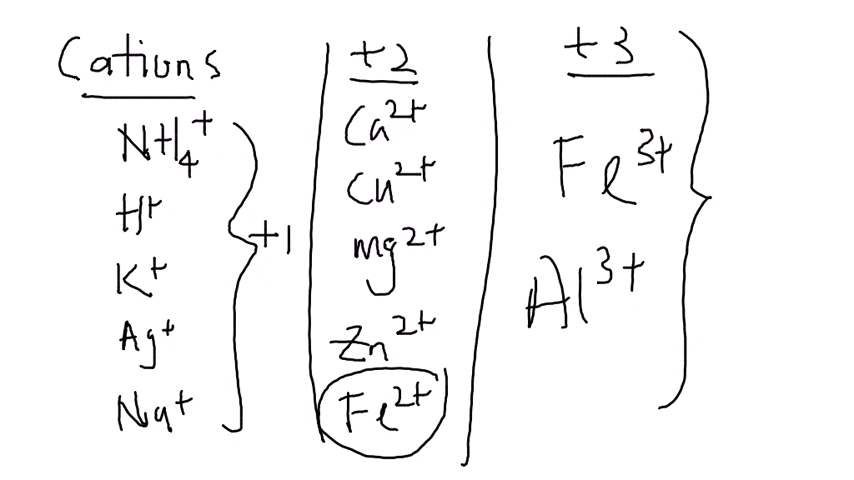 Cations
NH₄⁺
H⁺
K⁺
Ag⁺
Na⁺
+1
+2
Ca²⁺
Cu²⁺
Mg²⁺
Zn²⁺
Fe²⁺
+3
Fe³⁺
Al³⁺